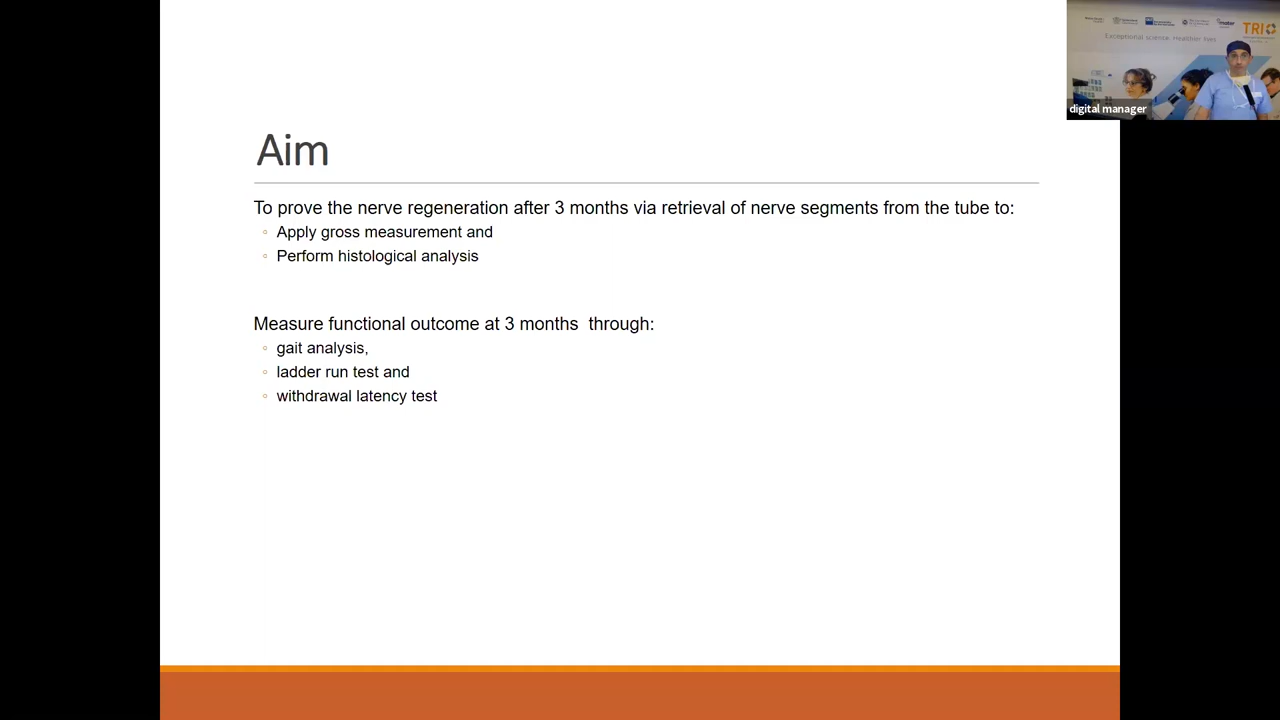 Aim
To prove the nerve regeneration after 3 months via retrieval of nerve segments from the tube to:
Apply gross measurement and
Perform histological analysis
Measure functional outcome at 3 months  through:
gait analysis,
ladder run test and
withdrawal latency test
mater
TRI
Exceptional science. Healthier lives
digital manager